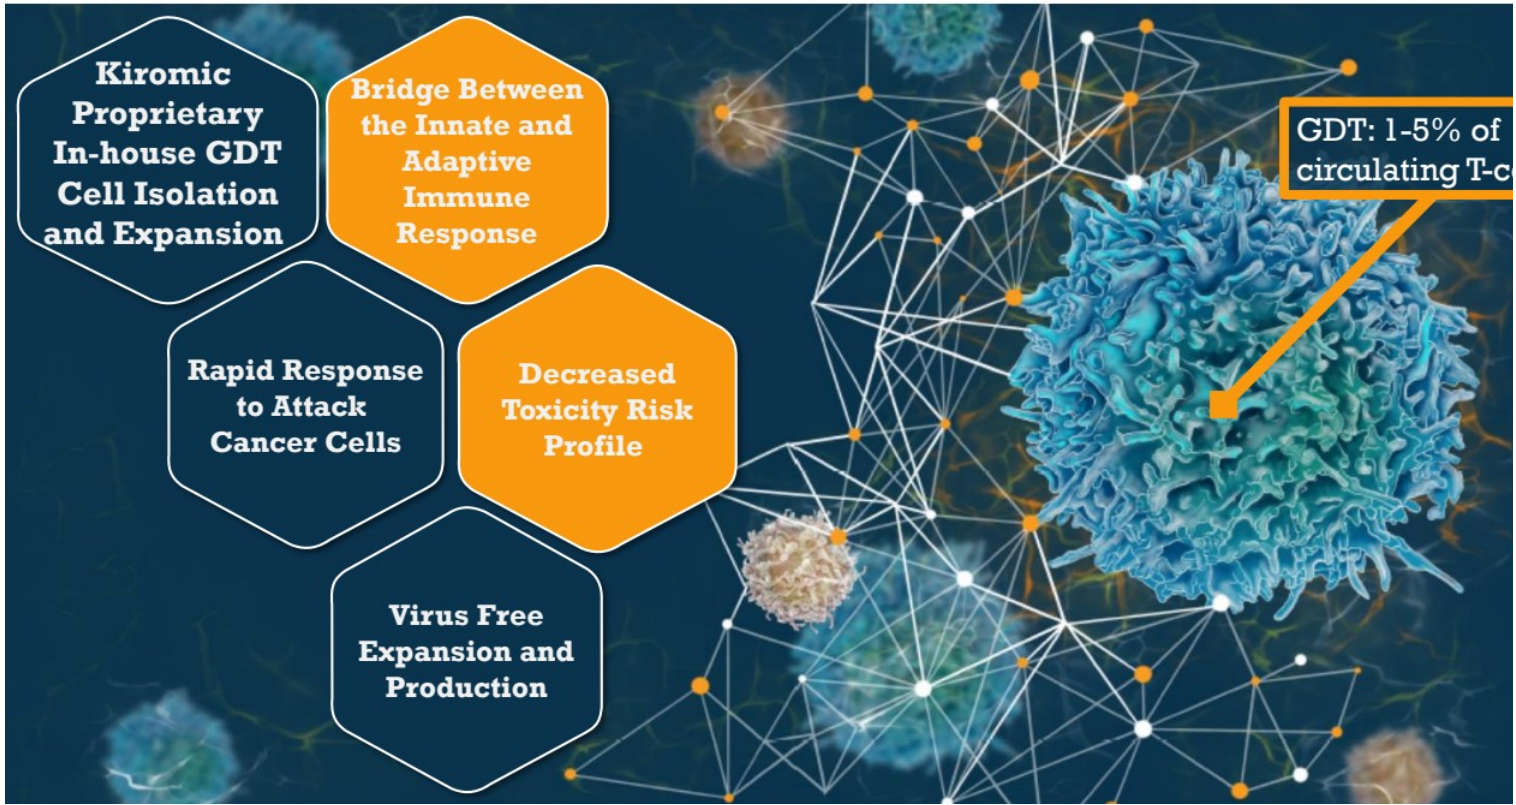 Kiromic
Proprietary
In-house GDT
Cell Isolation
and Expansion
Bridge Between
the Innate and
Adaptive
Immune
Response
GDT: 1-5% of
circulating
Rapid Response
to Attack
Cancer Cells
Decreased
Toxicity Risk
Profile
Virus Free
Expansion and
Production